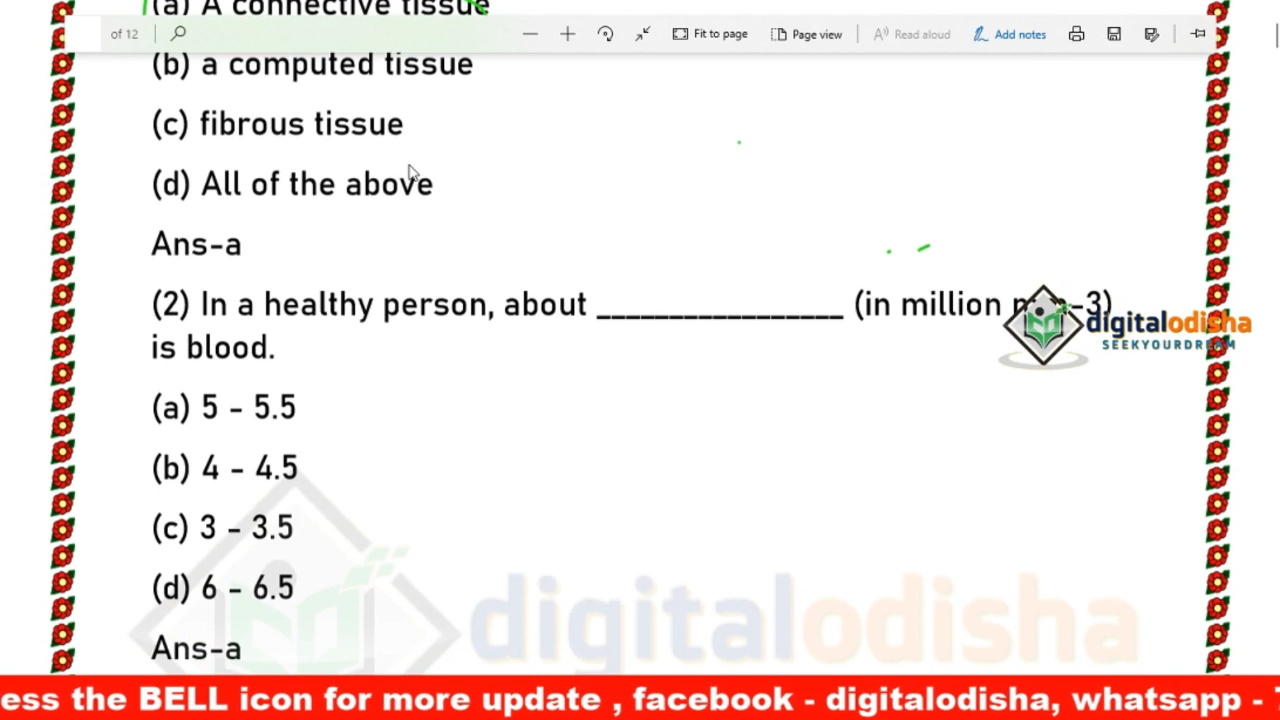 (a) A connective tissue
of 12
Fit to page
Page view
Read aloud
Add notes
(b) a computed tissue
(c) fibrous tissue
(d) All of the above
Ans-a
(2) In a healthy person, about _________________ (in million -3)
digitalodisha
SEEKYOURDREAM
is blood.
(a) 5 - 5.5
(b) 4 - 4.5
(c) 3 - 3.5
(d) 6 - 6.5
digitalodisha
Ans-a
ess the BELL icon for more update , facebook - digitalodisha, whatsapp -